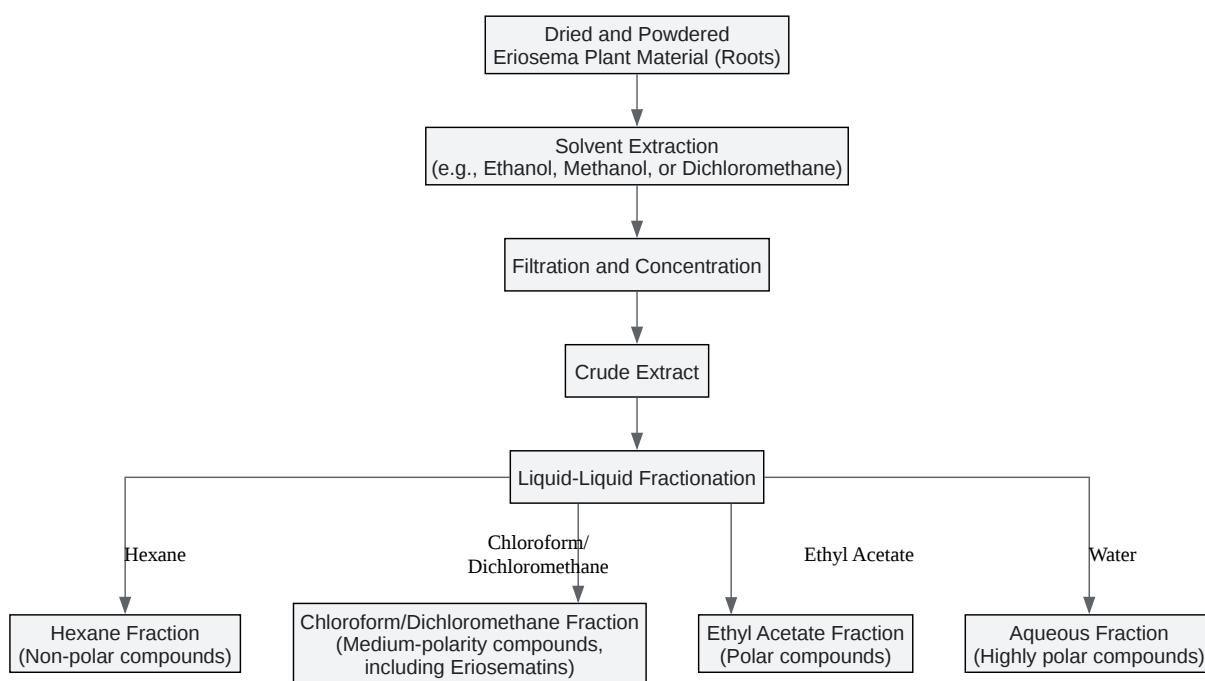 Dried and Powdered
Eriosema Plant Material (Roots)
Solvent Extraction
(e.g., Ethanol, Methanol, or Dichloromethane)
Filtration and Concentration
Crude Extract
Liquid-Liquid Fractionation
Hexane
Chloroform/
Dichloromethane
Ethyl Acetate
Water
Hexane Fraction
(Non-polar compounds)
Chloroform/Dichloromethane Fraction
(Medium-polarity compounds,
including Eriosematins)
Ethyl Acetate Fraction
(Polar compounds)
Aqueous Fraction
(Highly polar compounds)